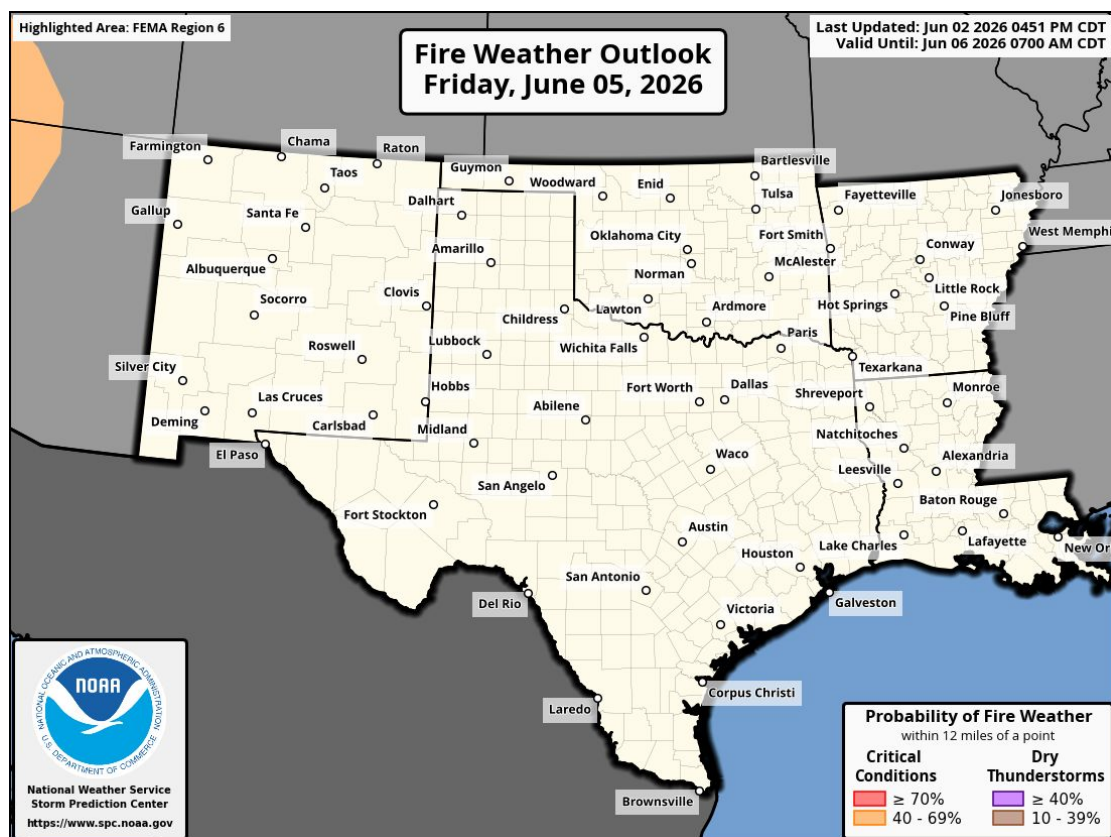 Highlighted Area: FEMA Region 6
Fire Weather Outlook
Friday, June 05, 2026
Last Updated: Jun 02 2026 0451 PM CDT
Valid Until: Jun 06 2026 0700 AM CDT
Farmington
Chama
Raton
Taos
Guymon
Woodward
Enid
Bartlesville
Tulsa
Fayetteville
Jonesboro
Gallup
Santa Fe
Dalhart
Oklahoma City
Fort Smith
Conway
West Memphi
Albuquerque
Amarillo
Norman
McAlester
Little Rock
Socorro
Clovis
Childress
Lawton
Ardmore
Hot Springs
Pine Bluff
Roswell
Lubbock
Wichita Falls
Paris
Texarkana
Silver City
Hobbs
Fort Worth
Dallas
Shreveport
Monroe
Deming
Las Cruces
Carlsbad
Midland
Abilene
Natchitoches
El Paso
Waco
Leesville
Alexandria
San Angelo
Fort Stockton
Baton Rouge
Austin
Houston
Lake Charles
Lafayette
New Or
San Antonio
Del Rio
Galveston
Victoria
Laredo
Corpus Christi
Brownsville
NATIONAL OCEANIC AND ATMOSPHERIC ADMINISTRATION
NOAA
U.S. DEPARTMENT OF COMMERCE
National Weather Service
Storm Prediction Center
https://www.spc.noaa.gov
Probability of Fire Weather
within 12 miles of a point
Critical Conditions
≥ 70%
40 - 69%
Dry Thunderstorms
≥ 40%
10 - 39%